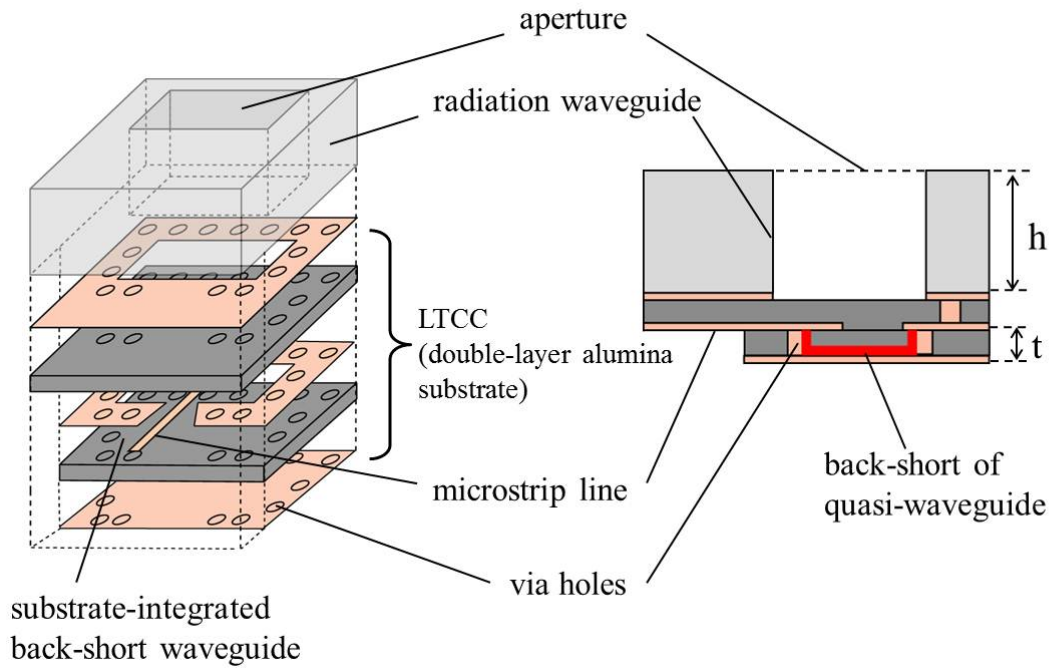 aperture
radiation waveguide
h
LTCC
(double-layer alumina
substrate)
t
microstrip line
back-short of
quasi-waveguide
via holes
substrate-integrated
back-short waveguide